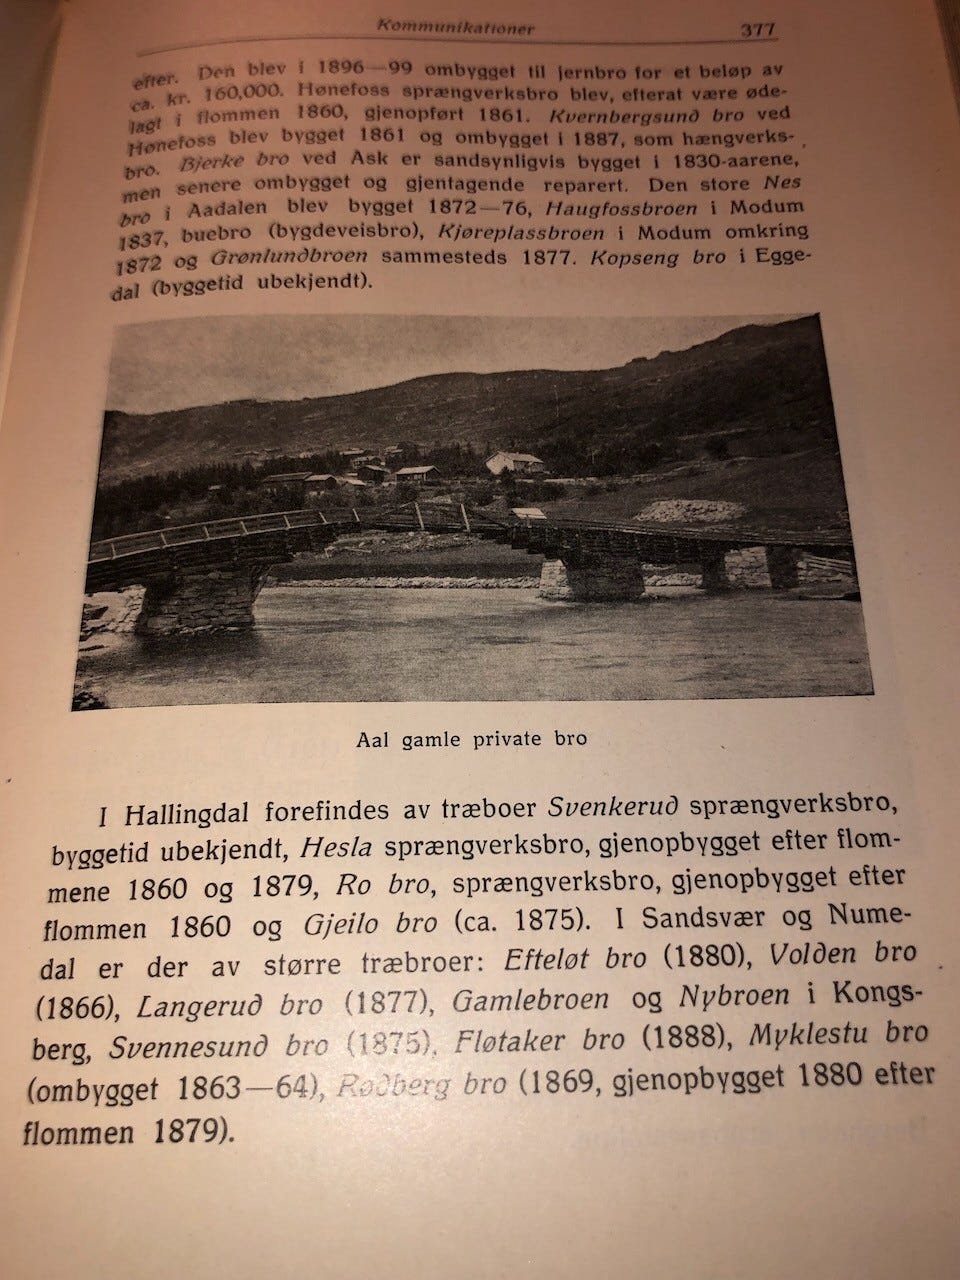 Kommunikationer 377
efter. Den blev i 1896—99 ombygget til jernbro for et beløp av
ca. kr. 160,000. Hønefoss sprængverksbro blev, efterat være øde-
lagt i flommen 1860, gjenopført 1861. Kvernbergsund bro ved
Hønefoss blev bygget 1861 og ombygget i 1887, som hængverks-
bro. Bjerke bro ved Ask er sandsynligvis bygget i 1830-aarene,
men senere ombygget og gjentagende reparert. Den store Nes
bro i Aadalen blev bygget 1872—76, Haugfossbroen i Modum
1837, buebro (bygdeveisbro), Kjøreplassbroen i Modum omkring
1872 og Grønlundbroen sammesteds 1877. Kopseng bro i Egge-
dal (byggetid ubekjendt).
Aal gamle private bro
I Hallingdal forefindes av træboer Svenkerud sprængverksbro,
byggetid ubekjendt, Hesla sprængverksbro, gjenopbygget efter flom-
mene 1860 og 1879, Ro bro, sprængverksbro, gjenopbygget efter
flommen 1860 og Gjeilo bro (ca. 1875). I Sandsvær og Nume-
dal er der av større træbroer: Efteløt bro (1880), Volden bro
(1866), Langerud bro (1877), Gamlebroen og Nybroen i Kongs-
berg, Svennesund bro (1875), Fløtaker bro (1888), Myklestu bro
(ombygget 1863—64), Rødberg bro (1869, gjenopbygget 1880 efter
flommen 1879).